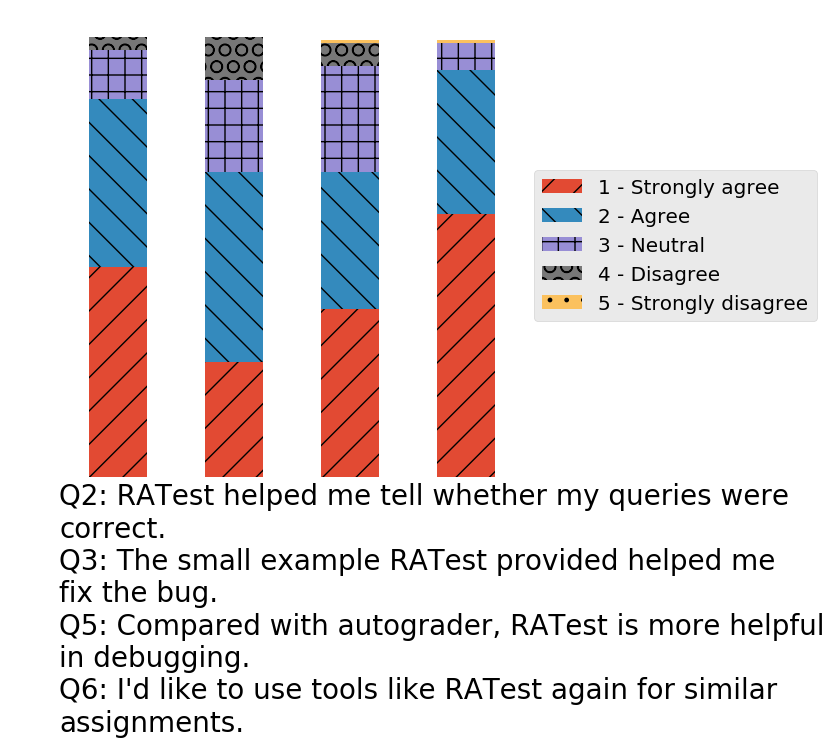 1 - Strongly agree
2 - Agree
3 - Neutral
4 - Disagree
5 - Strongly disagree
Q2: RATest helped me tell whether my queries were
correct.
Q3: The small example RATest provided helped me
fix the bug.
Q5: Compared with autograder, RATest is more helpful
in debugging.
Q6: I'd like to use tools like RATest again for similar
assignments.